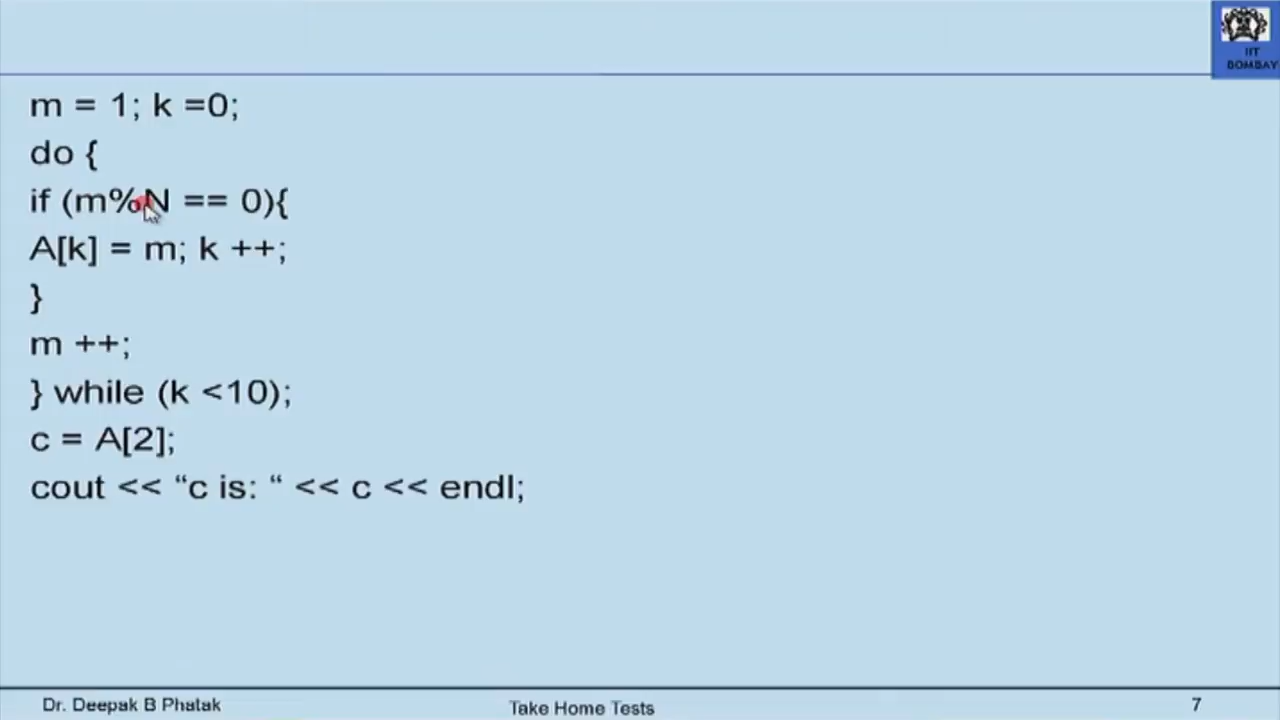 IIT
BOMBAY
m = 1; k =0;
do {
if (m%N == 0){
A[k] = m; k ++;
}
m ++;
} while (k <10);
c = A[2];
cout << “c is: “ << c << endl;
Dr. Deepak B Phatak
Take Home Tests
7